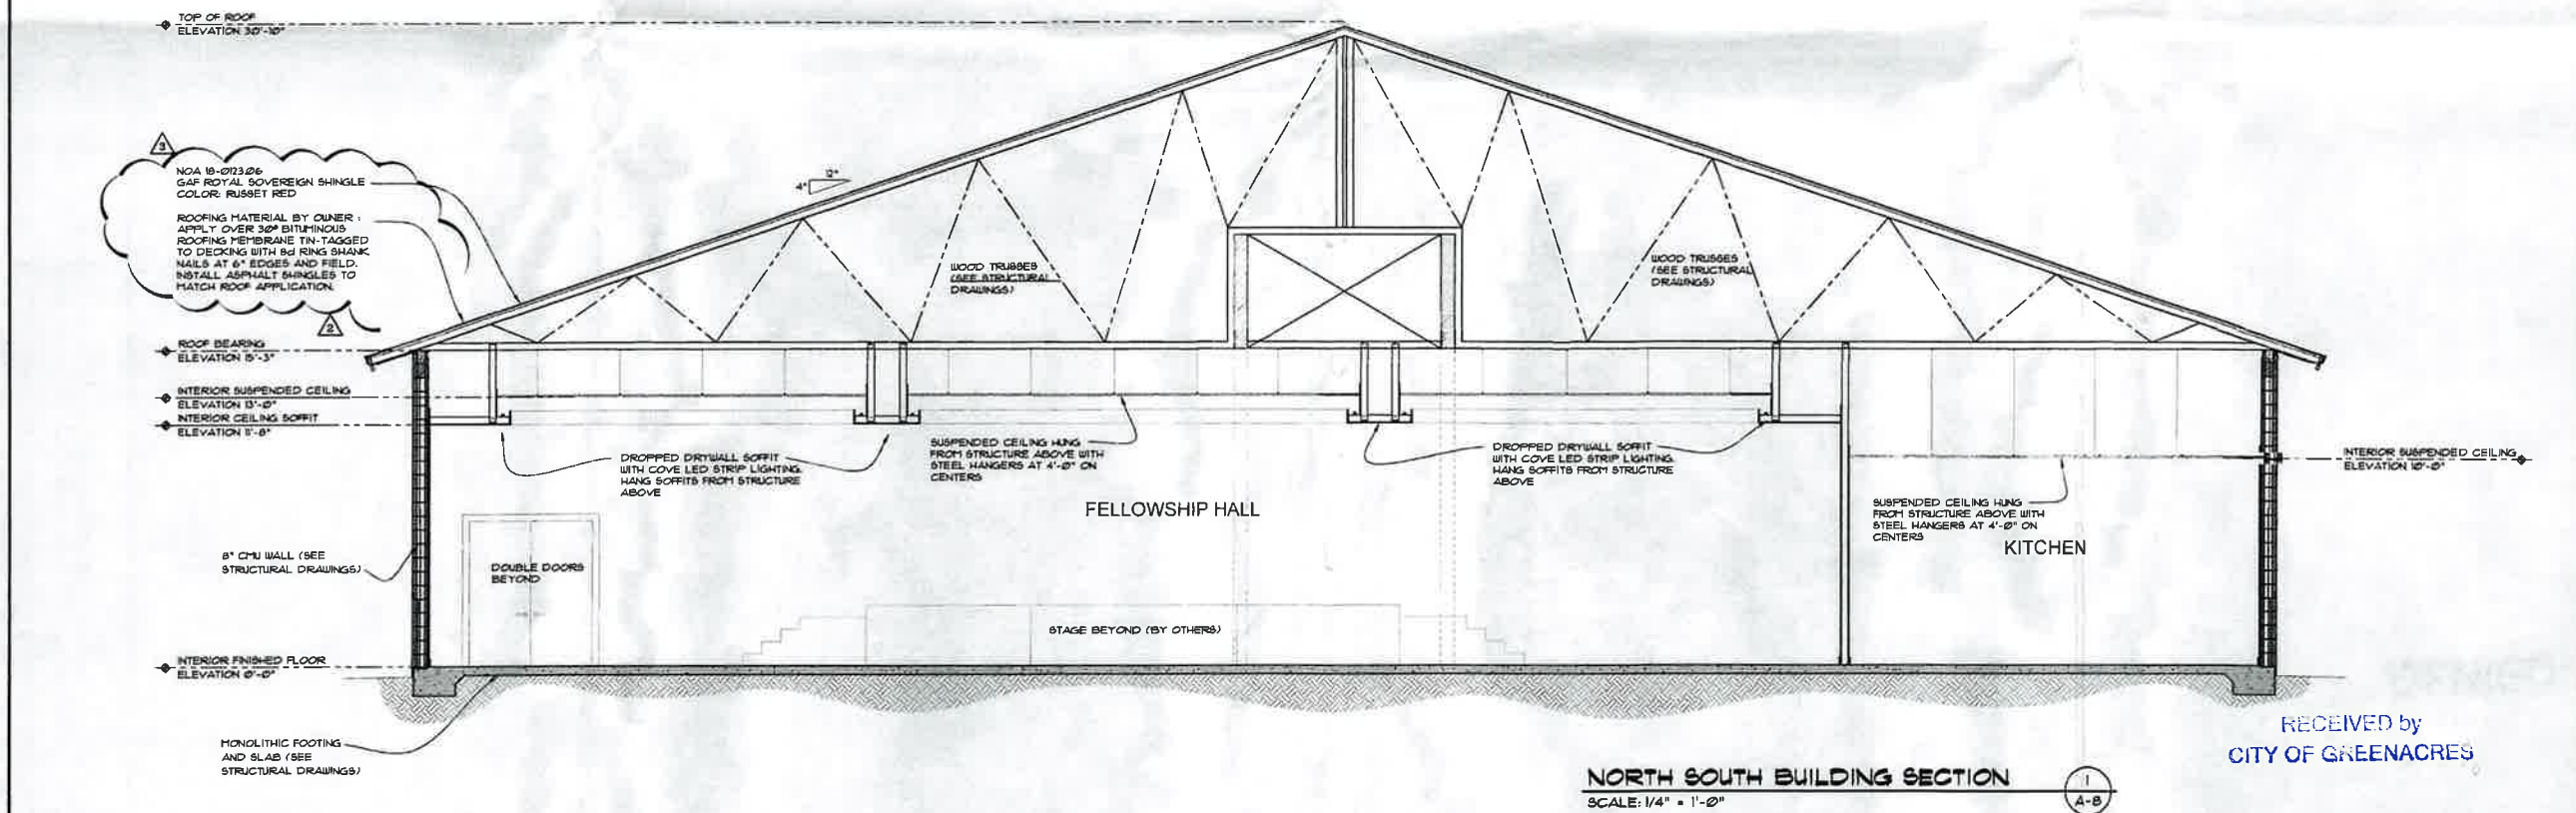 TOP OF ROOF
ELEVATION 30'-10"
3
NOA 18-0123.06
GAF ROYAL SOVEREIGN SHINGLE
COLOR: RUSSET RED
ROOFING MATERIAL BY OWNER :
APPLY OVER 30# BITUMINOUS
ROOFING MEMBRANE TIN-TAGGED
TO DECKING WITH 8d RING SHANK
NAILS AT 6" EDGES AND FIELD.
INSTALL ASPHALT SHINGLES TO
MATCH ROOF APPLICATION.
2
12"
4"
WOOD TRUSSES
(SEE STRUCTURAL
DRAWINGS)
WOOD TRUSSES
(SEE STRUCTURAL
DRAWINGS)
ROOF BEARING
ELEVATION 15'-3"
INTERIOR SUSPENDED CEILING
ELEVATION 13'-0"
INTERIOR CEILING SOFFIT
ELEVATION 11'-8"
DROPPED DRYWALL SOFFIT
WITH COVE LED STRIP LIGHTING.
HANG SOFFITS FROM STRUCTURE
ABOVE
SUSPENDED CEILING HUNG
FROM STRUCTURE ABOVE WITH
STEEL HANGERS AT 4'-0" ON
CENTERS
DROPPED DRYWALL SOFFIT
WITH COVE LED STRIP LIGHTING.
HANG SOFFITS FROM STRUCTURE
ABOVE
INTERIOR SUSPENDED CEILING
ELEVATION 10'-0"
SUSPENDED CEILING HUNG
FROM STRUCTURE ABOVE WITH
STEEL HANGERS AT 4'-0" ON
CENTERS
FELLOWSHIP HALL
KITCHEN
8" CMU WALL (SEE
STRUCTURAL DRAWINGS)
DOUBLE DOORS
BEYOND
STAGE BEYOND (BY OTHERS)
INTERIOR FINISHED FLOOR
ELEVATION 0'-0"
MONOLITHIC FOOTING
AND SLAB (SEE
STRUCTURAL DRAWINGS)
RECEIVED by
CITY OF GREENACRES
NORTH SOUTH BUILDING SECTION
SCALE: 1/4" = 1'-0"
1
A-8